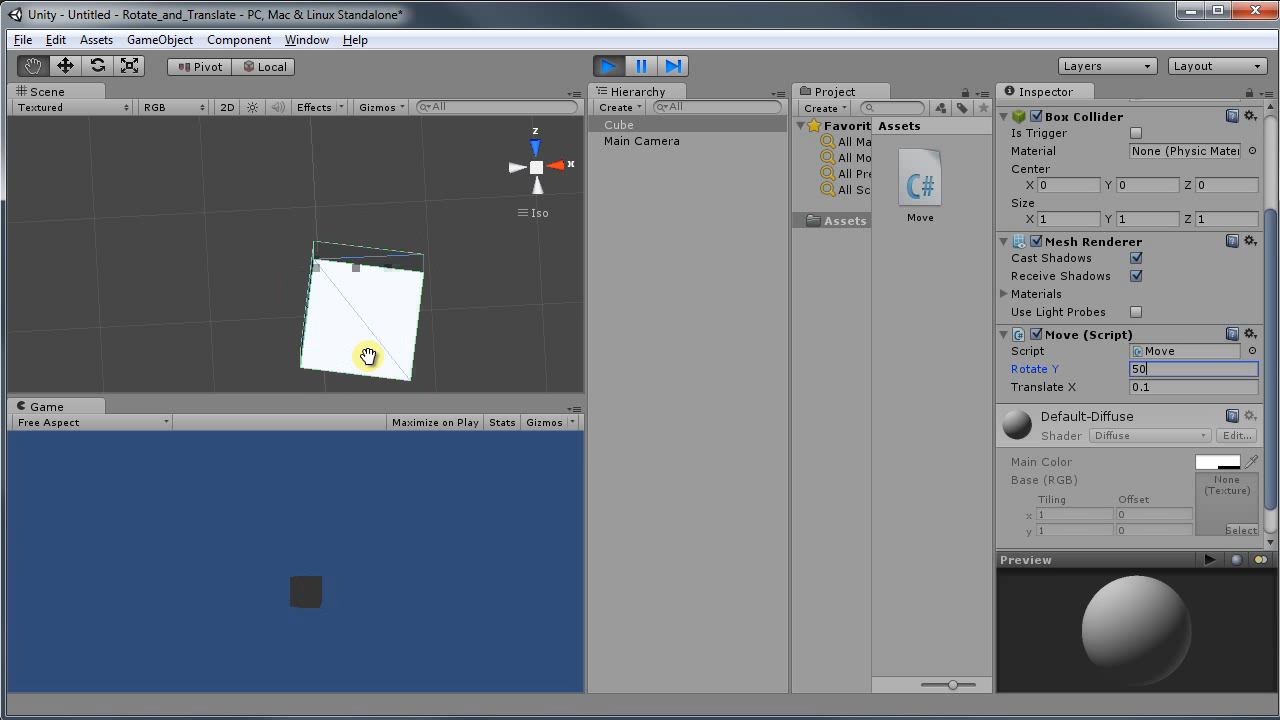 Unity - Untitled - Rotate_and_Translate - PC, Mac & Linux Standalone*
File Edit Assets GameObject Component Window Help
Pivot Local Layers Layout
Scene
Textured RGB 2D Effects Gizmos All
z
x
Iso
Game
Free Aspect Maximize on Play Stats Gizmos
Hierarchy
Create All
Cube
Main Camera
Project
Create
Favorit
All Ma
All Mo
All Pre
All Sc
Assets
Assets
C#
Move
Inspector
Box Collider
Is Trigger
Material None (Physic Mater
Center
X 0 Y 0 Z 0
Size
X 1 Y 1 Z 1
Mesh Renderer
Cast Shadows
Receive Shadows
Materials
Use Light Probes
Move (Script)
Script Move
Rotate Y 50
Translate X 0.1
Default-Diffuse
Shader Diffuse Edit...
Main Color
Base (RGB) None
(Texture)
Tiling Offset
x 1 0
y 1 0 Select
Preview